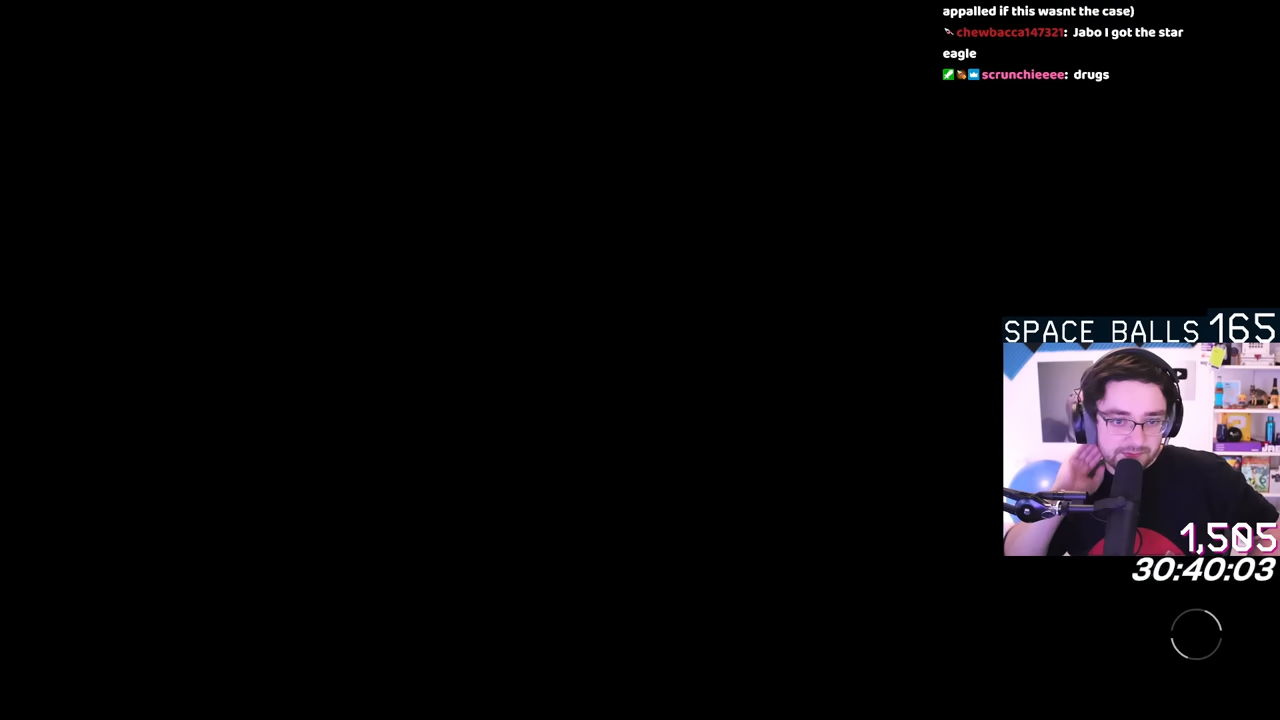 appalled if this wasnt the case)
chewbacca147321: Jabo I got the star
eagle
scrunchieeee: drugs
SPACE BALLS 165
1,505
30:40:03